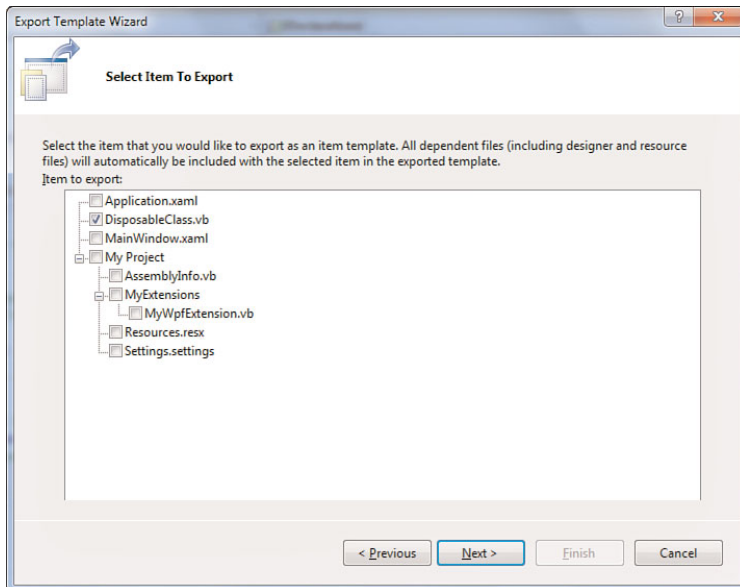 Export Template Wizard
Select Item To Export
Select the item that you would like to export as an item template. All dependent files (including designer and resource
files) will automatically be included with the selected item in the exported template.
Item to export:
Application.xaml
DisposableClass.vb
MainWindow.xaml
My Project
AssemblyInfo.vb
MyExtensions
MyWpfExtension.vb
Resources.resx
Settings.settings
< Previous Next > Finish Cancel